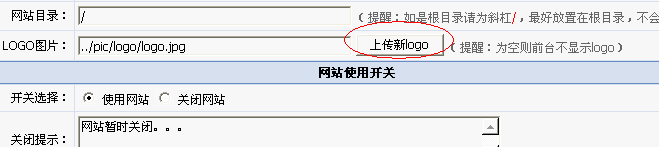 网站目录： / （提醒：如是根目录请为斜杠/，最好放置在根目录，不会
LOGO图片： ../pic/logo/logo.jpg 上传新logo （提醒：为空则前台不显示logo）
网站使用开关
开关选择： 使用网站 关闭网站
关闭提示： 网站暂时关闭。。。